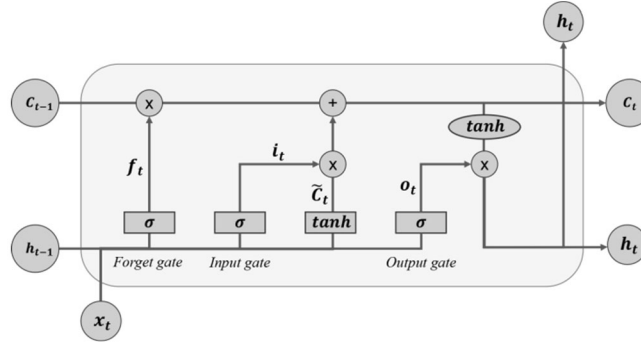 h_t
C_{t-1}
x
+
C_t
tanh
f_t
i_t
x
o_t
x
C̃_t
σ
σ
tanh
σ
h_{t-1}
Forget gate
Input gate
Output gate
h_t
x_t